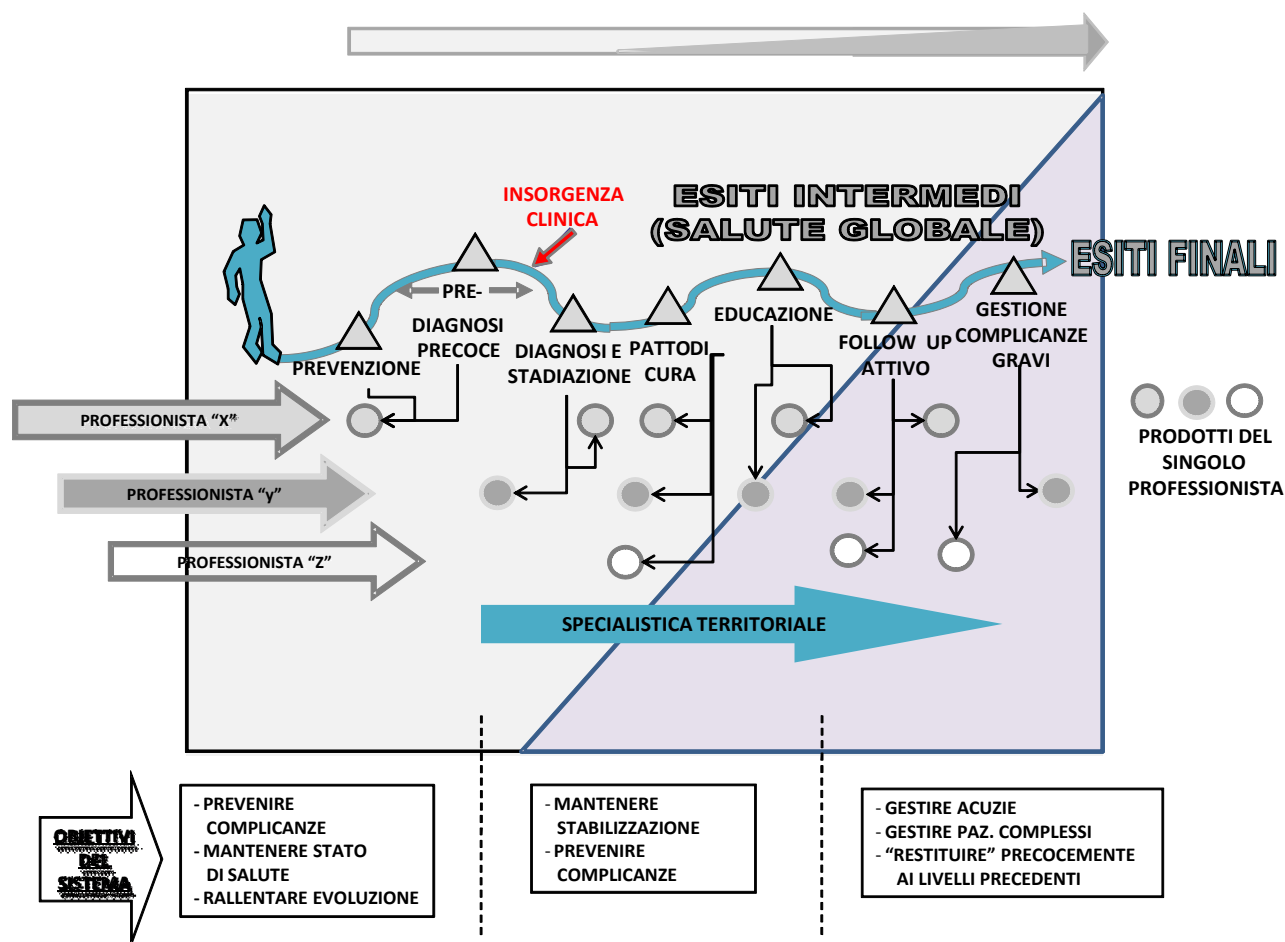 INSORGENZA
CLINICA
ESITI INTERMEDI
(SALUTE GLOBALE)
ESITI FINALI
PRE-
PREVENZIONE
DIAGNOSI
PRECOCE
DIAGNOSI E
STADIAZIONE
PATTODI
CURA
EDUCAZIONE
FOLLOW UP
ATTIVO
GESTIONE
COMPLICANZE
GRAVI
PROFESSIONISTA “X”
PROFESSIONISTA “y”
PROFESSIONISTA “Z”
PRODOTTI DEL
SINGOLO
PROFESSIONISTA
SPECIALISTICA TERRITORIALE
OBIETTIVI
DEL
SISTEMA
- PREVENIRE
COMPLICANZE
- MANTENERE STATO
DI SALUTE
- RALLENTARE EVOLUZIONE
- MANTENERE
STABILIZZAZIONE
- PREVENIRE
COMPLICANZE
- GESTIRE ACUZIE
- GESTIRE PAZ. COMPLESSI
- “RESTITUIRE” PRECOCEMENTE
AI LIVELLI PRECEDENTI